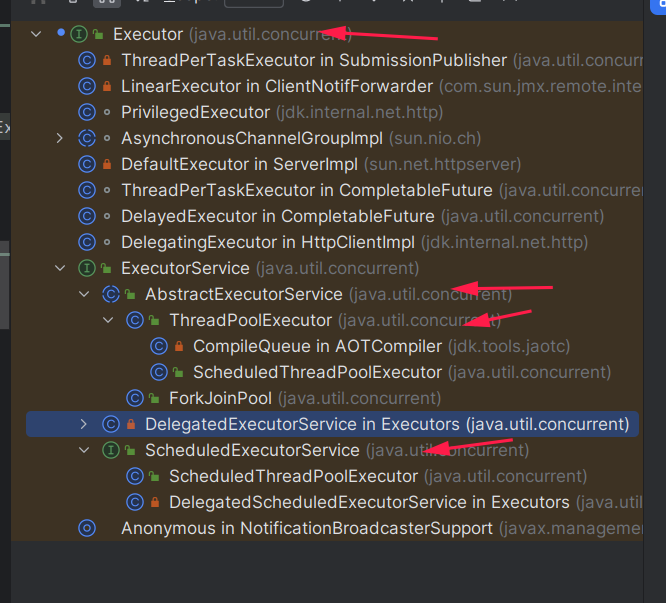 Executor (java.util.concurrent)
ThreadPerTaskExecutor in SubmissionPublisher (java.util.concurr
LinearExecutor in ClientNotifForwarder (com.sun.jmx.remote.inte
PrivilegedExecutor (jdk.internal.net.http)
AsynchronousChannelGroupImpl (sun.nio.ch)
DefaultExecutor in ServerImpl (sun.net.httpserver)
ThreadPerTaskExecutor in CompletableFuture (java.util.concurren
DelayedExecutor in CompletableFuture (java.util.concurrent)
DelegatingExecutor in HttpClientImpl (jdk.internal.net.http)
ExecutorService (java.util.concurrent)
AbstractExecutorService (java.util.concurrent)
ThreadPoolExecutor (java.util.concurrent)
CompileQueue in AOTCompiler (jdk.tools.jaotc)
ScheduledThreadPoolExecutor (java.util.concurrent)
ForkJoinPool (java.util.concurrent)
DelegatedExecutorService in Executors (java.util.concurrent)
ScheduledExecutorService (java.util.concurrent)
ScheduledThreadPoolExecutor (java.util.concurrent)
DelegatedScheduledExecutorService in Executors (java.util
Anonymous in NotificationBroadcasterSupport (javax.manageme